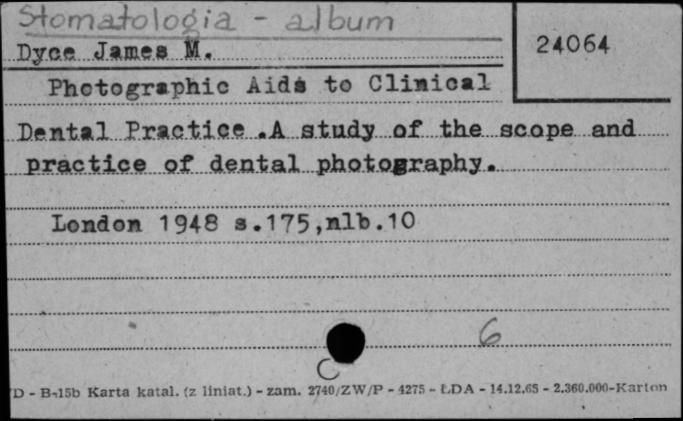 Stomatologia - album
Dyce James M.
24064
Photographic Aids to Clinical
Dental Practice .A study of the scope and
practice of dental photography.
London 1948 s.175,nlb.10
6
C
D - B-15b Karta katal. (z liniat.) - zam. 2740/ZW/P - 4275 - ŁDA - 14.12.65 - 2.360.000-Karton